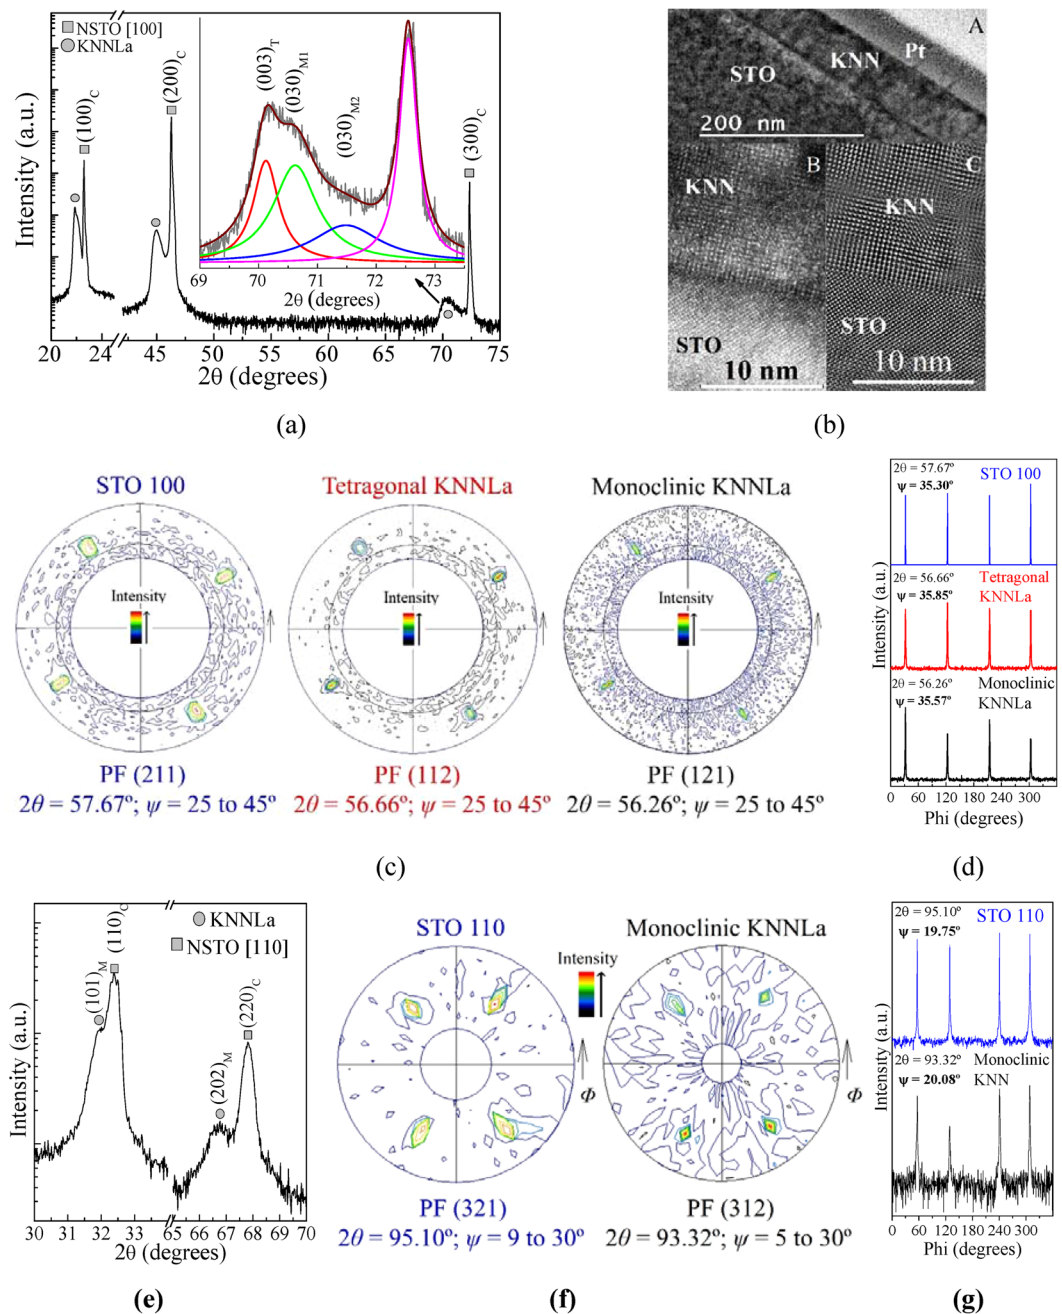 NSTO [100]
KNNLa
Intensity (a.u.)
(100)C
(200)C
(003)T
(030)M1
(030)M2
(300)C
69 70 71 72 73
2θ (degrees)
20 24 45 50 55 60 65 70 75
2θ (degrees)
(a)
A
Pt
KNN
STO
200 nm
B
KNN
STO
10 nm
C
KNN
STO
10 nm
(b)
STO 100
Intensity
PF (211)
2θ = 57.67º; ψ = 25 to 45º
Tetragonal KNNLa
Intensity
PF (112)
2θ = 56.66º; ψ = 25 to 45º
Monoclinic KNNLa
Intensity
PF (121)
2θ = 56.26º; ψ = 25 to 45º
(c)
2θ = 57.67º
ψ = 35.30º
STO 100
2θ = 56.66º
ψ = 35.85º
Tetragonal
KNNLa
2θ = 56.26º
ψ = 35.57º
Monoclinic
KNNLa
Intensity (a.u.)
0 60 120 180 240 300
Phi (degrees)
(d)
KNNLa
NSTO [110]
Intensity (a.u.)
(101)M
(110)C
(202)M
(220)C
30 31 32 33 65 66 67 68 69 70
2θ (degrees)
(e)
STO 110
PF (321)
2θ = 95.10º; ψ = 9 to 30º
Intensity
Φ
Monoclinic KNNLa
Φ
PF (312)
2θ = 93.32º; ψ = 5 to 30º
(f)
2θ = 95.10º
ψ = 19.75º
STO 110
2θ = 93.32º
ψ = 20.08º
Monoclinic
KNN
Intensity (a.u.)
0 60 120 180 240 300
Phi (degrees)
(g)